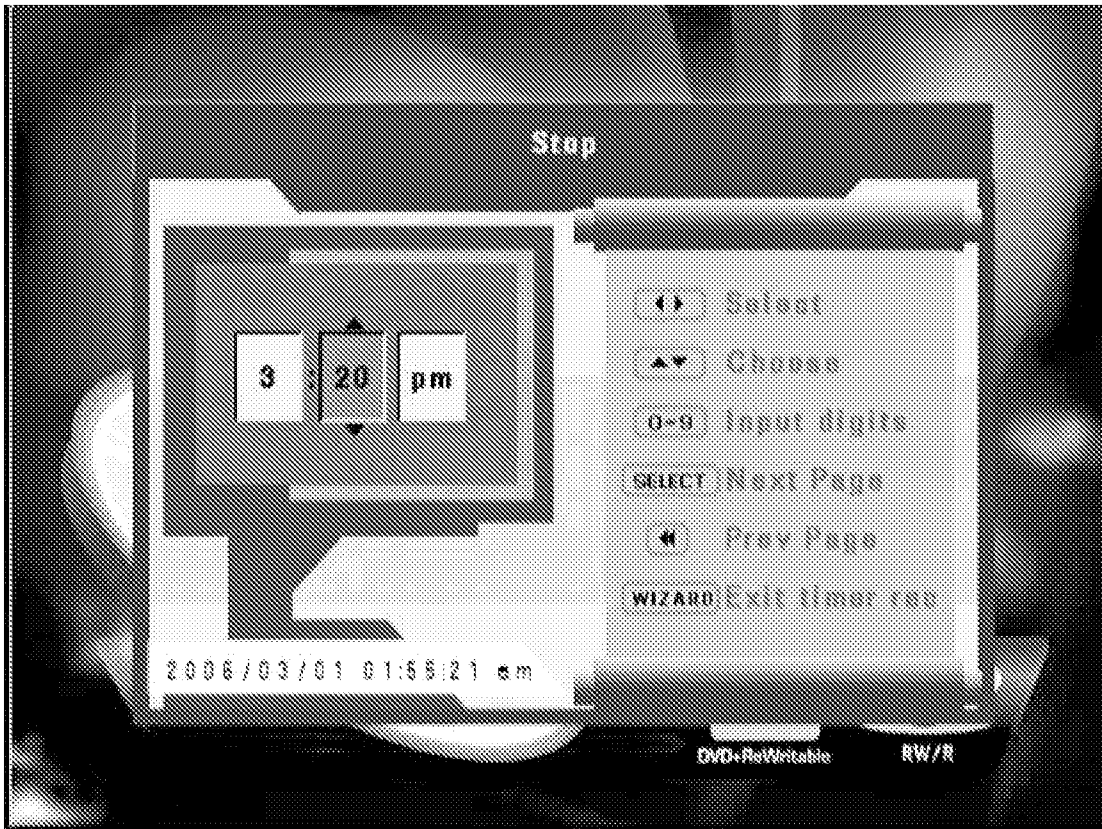 Stop
3 : 20 pm
Select
Choose
0~9 Input digits
SELECT Next Page
Prev Page
WIZARD Exit timer rec
2006/03/01 01:55:21 am
DVD+ReWritable
RW/R